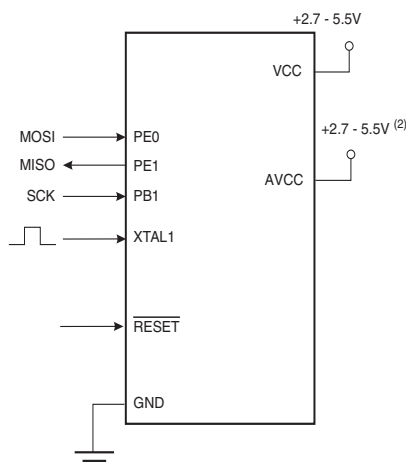 +2.7 - 5.5V
VCC
+2.7 - 5.5V (2)
MOSI PE0
MISO PE1
AVCC
SCK PB1
XTAL1
RESET
GND